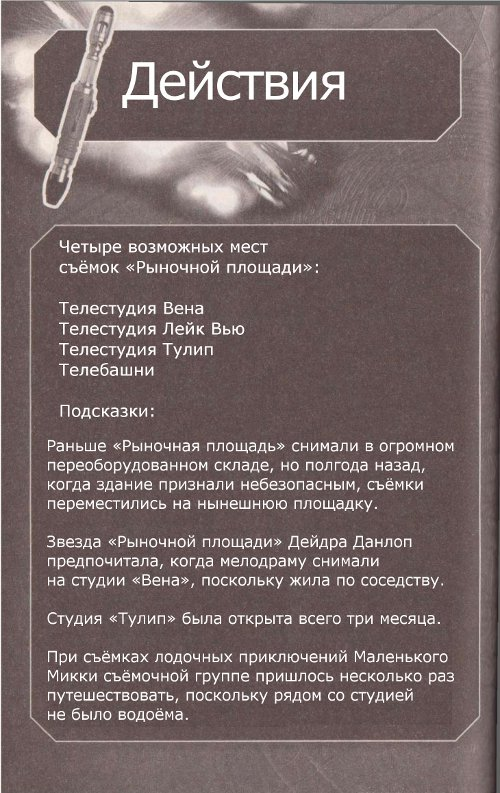 Действия
Четыре возможных мест
съёмок «Рыночной площади»:
Телестудия Вена
Телестудия Лейк Вью
Телестудия Тулип
Телебашни
Подсказки:
Раньше «Рыночная площадь» снимали в огромном
переоборудованном складе, но полгода назад,
когда здание признали небезопасным, съёмки
переместились на нынешнюю площадку.
Звезда «Рыночной площади» Дейдра Данлоп
предпочитала, когда мелодраму снимали
на студии «Вена», поскольку жила по соседству.
Студия «Тулип» была открыта всего три месяца.
При съёмках лодочных приключений Маленького
Микки съёмочной группе пришлось несколько раз
путешествовать, поскольку рядом со студией
не было водоёма.